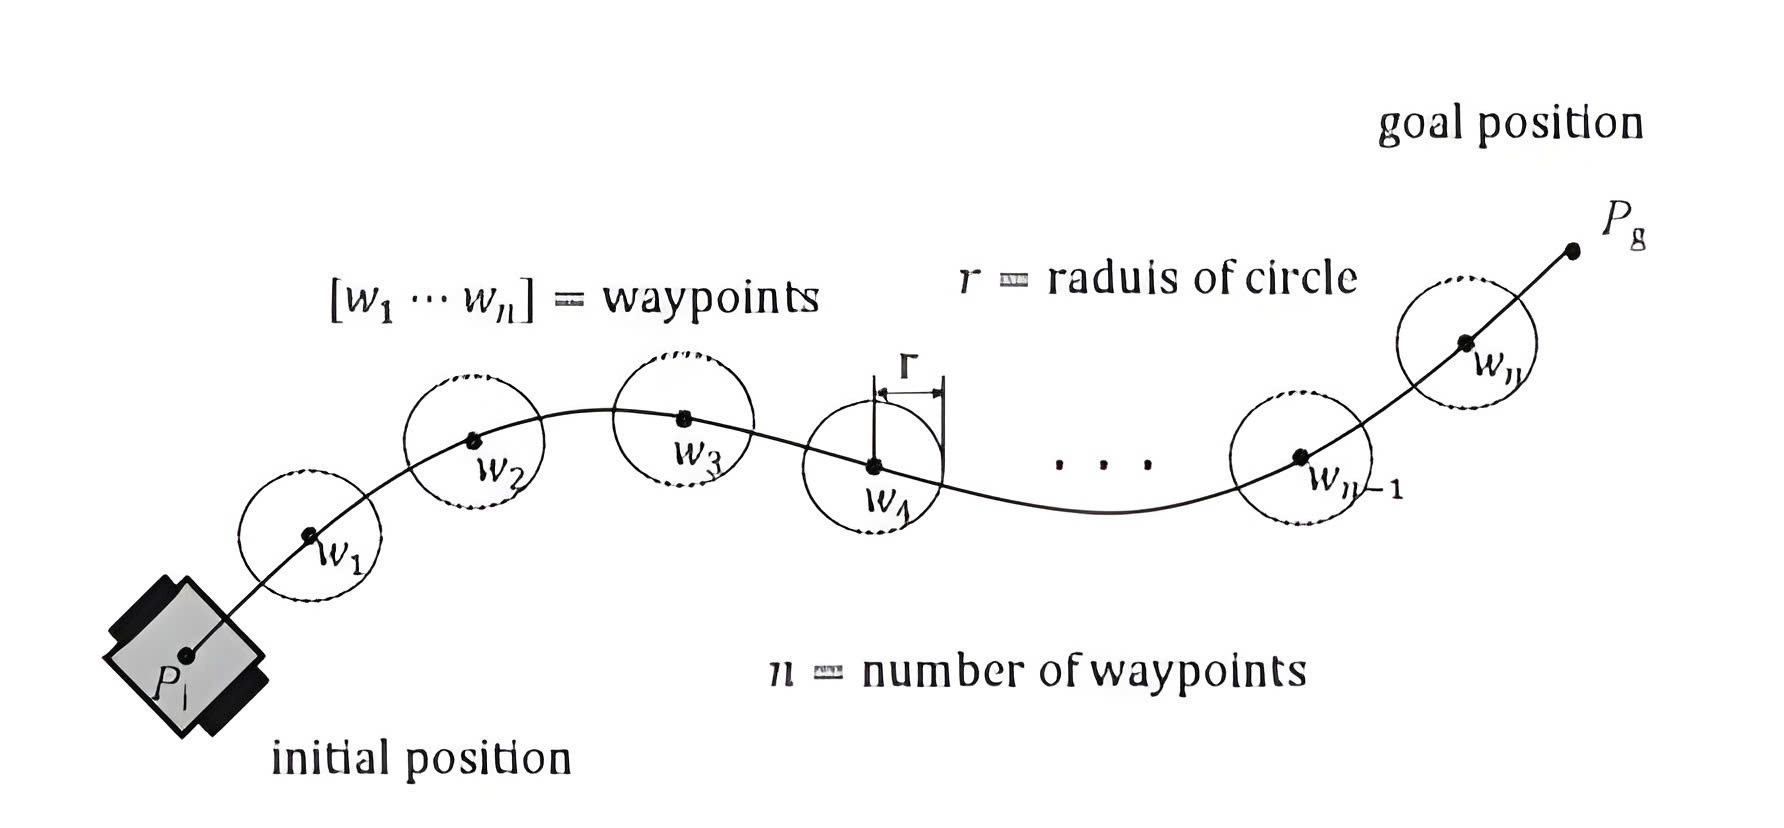 goal position
P_g
[w_1 ⋯ w_n] = waypoints
r = raduis of circle
r
w_n
w_3
w_2
w_4
w_{n-1}
. . .
w_1
P_i
n = number of waypoints
initial position